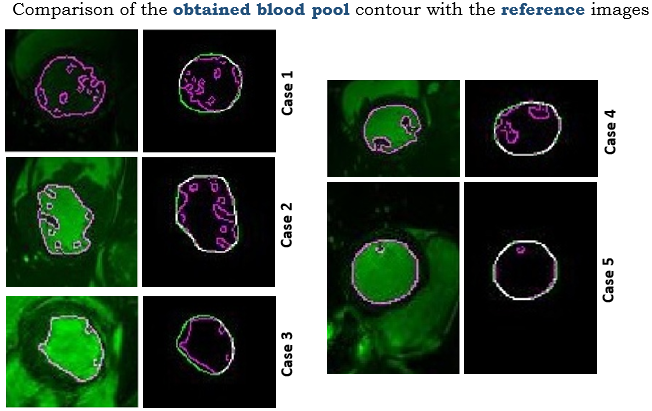 Comparison of the obtained blood pool contour with the reference images
Case 1
Case 2
Case 3
Case 4
Case 5